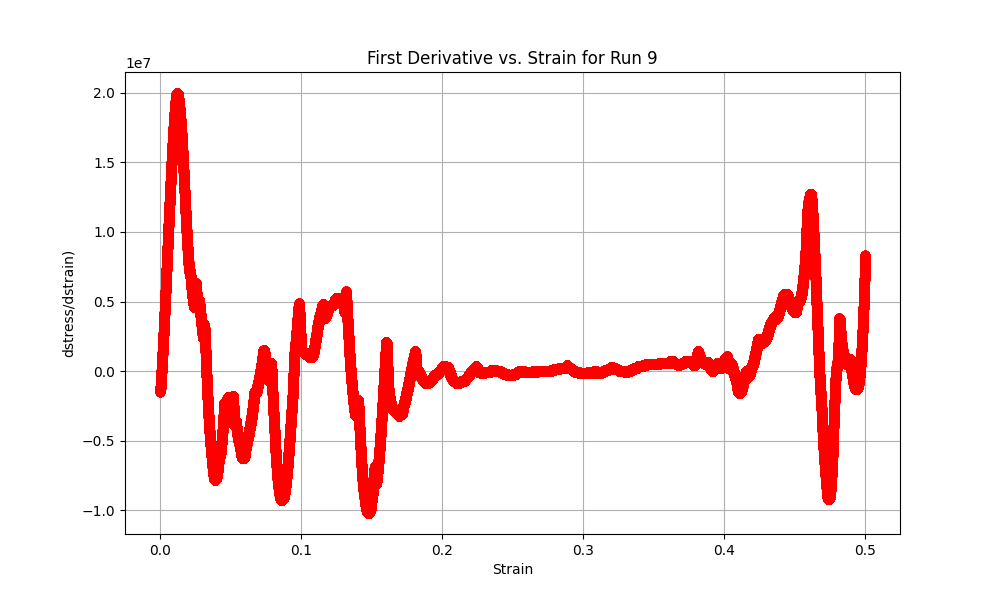 First Derivative vs. Strain for Run 9
1e7
2.0
1.5
1.0
0.5
0.0
−0.5
−1.0
dstress/dstrain)
0.0 0.1 0.2 0.3 0.4 0.5
Strain